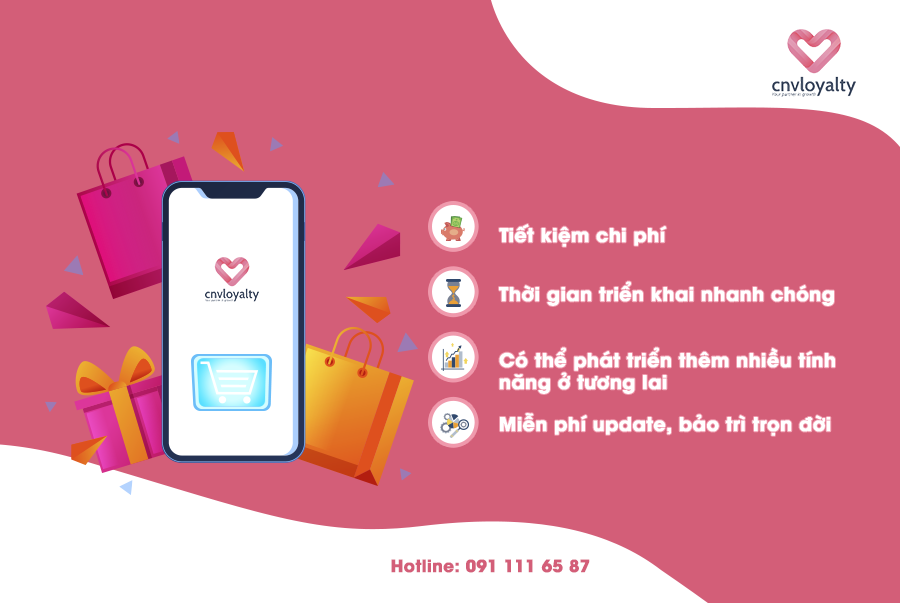 cnvloyalty
Your partner in growth
cnvloyalty
Tiết kiệm chi phí
Thời gian triển khai nhanh chóng
Có thể phát triển thêm nhiều tính
năng ở tương lai
Miễn phí update, bảo trì trọn đời
Hotline: 091 111 65 87